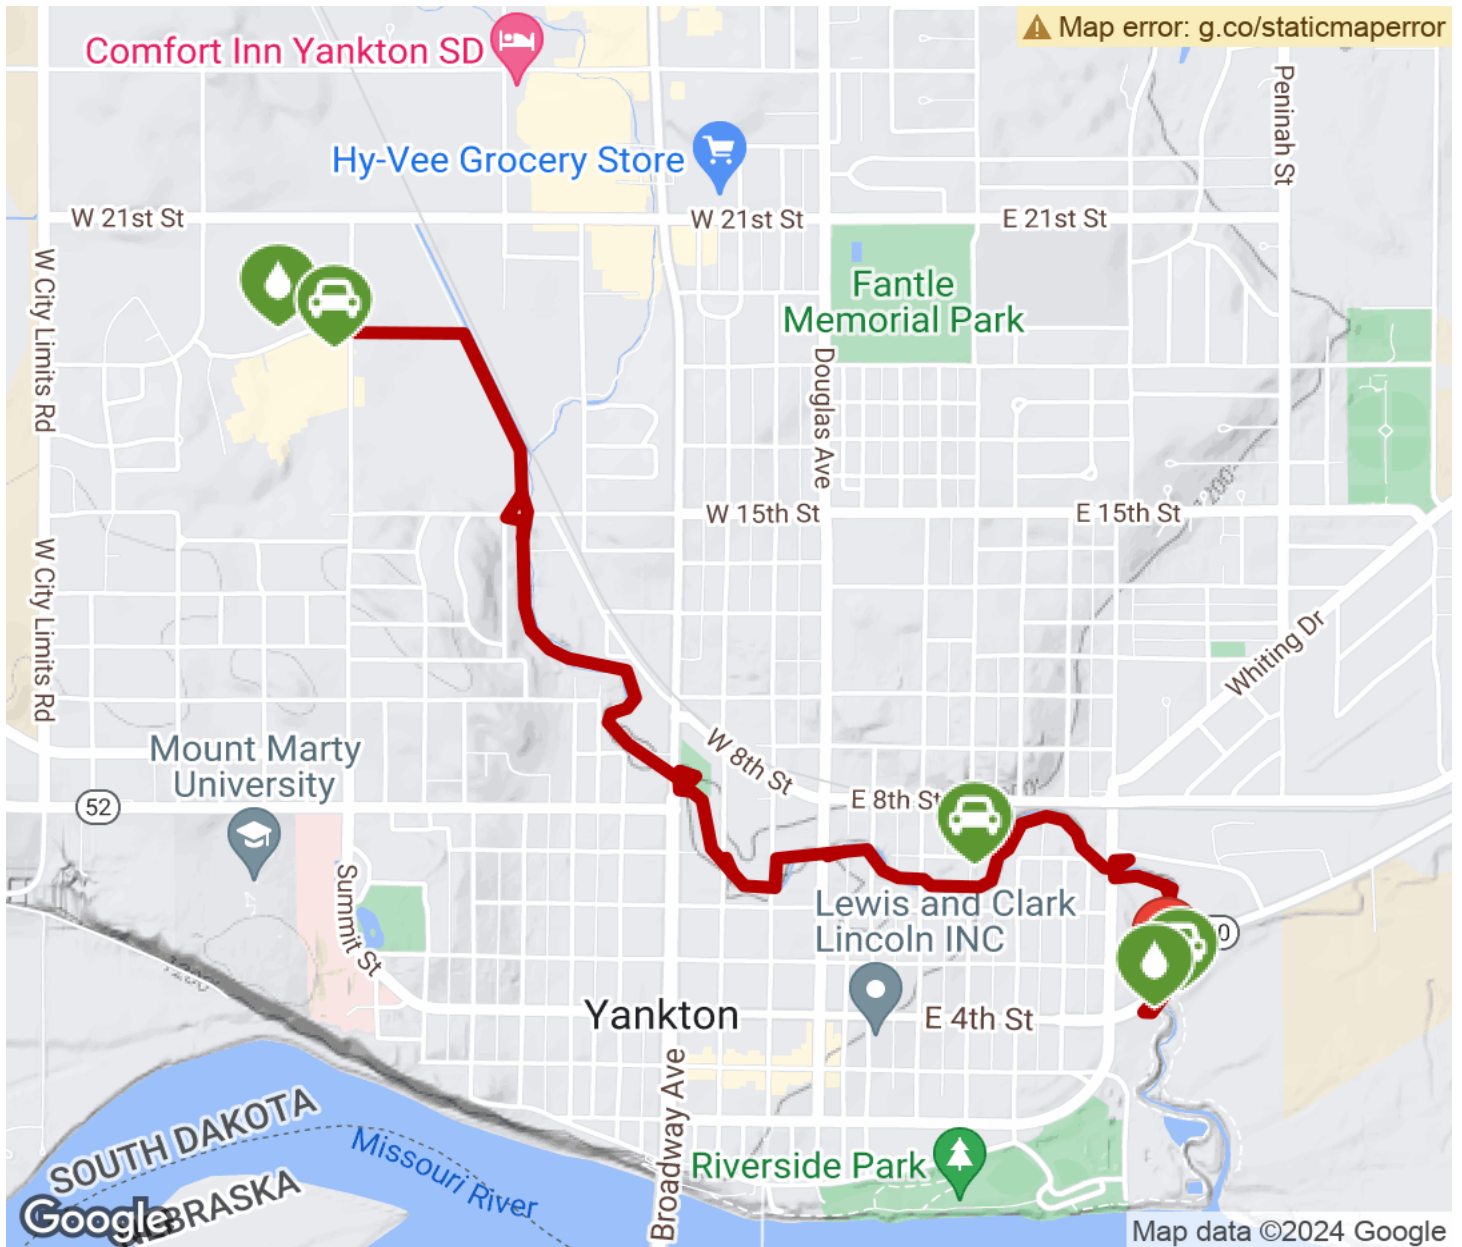 Map error: g.co/staticmaperror
Comfort Inn Yankton SD
Peninah St
Hy-Vee Grocery Store
W 21st St
W 21st St
E 21st St
W City Limits Rd
Fantle
Memorial Park
Douglas Ave
1200
W 15th St
E 15th St
W City Limits Rd
Whiting Dr
Mount Marty
University
W 8th St
52
E 8th St
Summit St
Lewis and Clark
Lincoln INC
1200
Yankton
E 4th St
Broadway Ave
SOUTH DAKOTA
Missouri River
Riverside Park
NEBRASKA
Google
Map data ©2024 Google